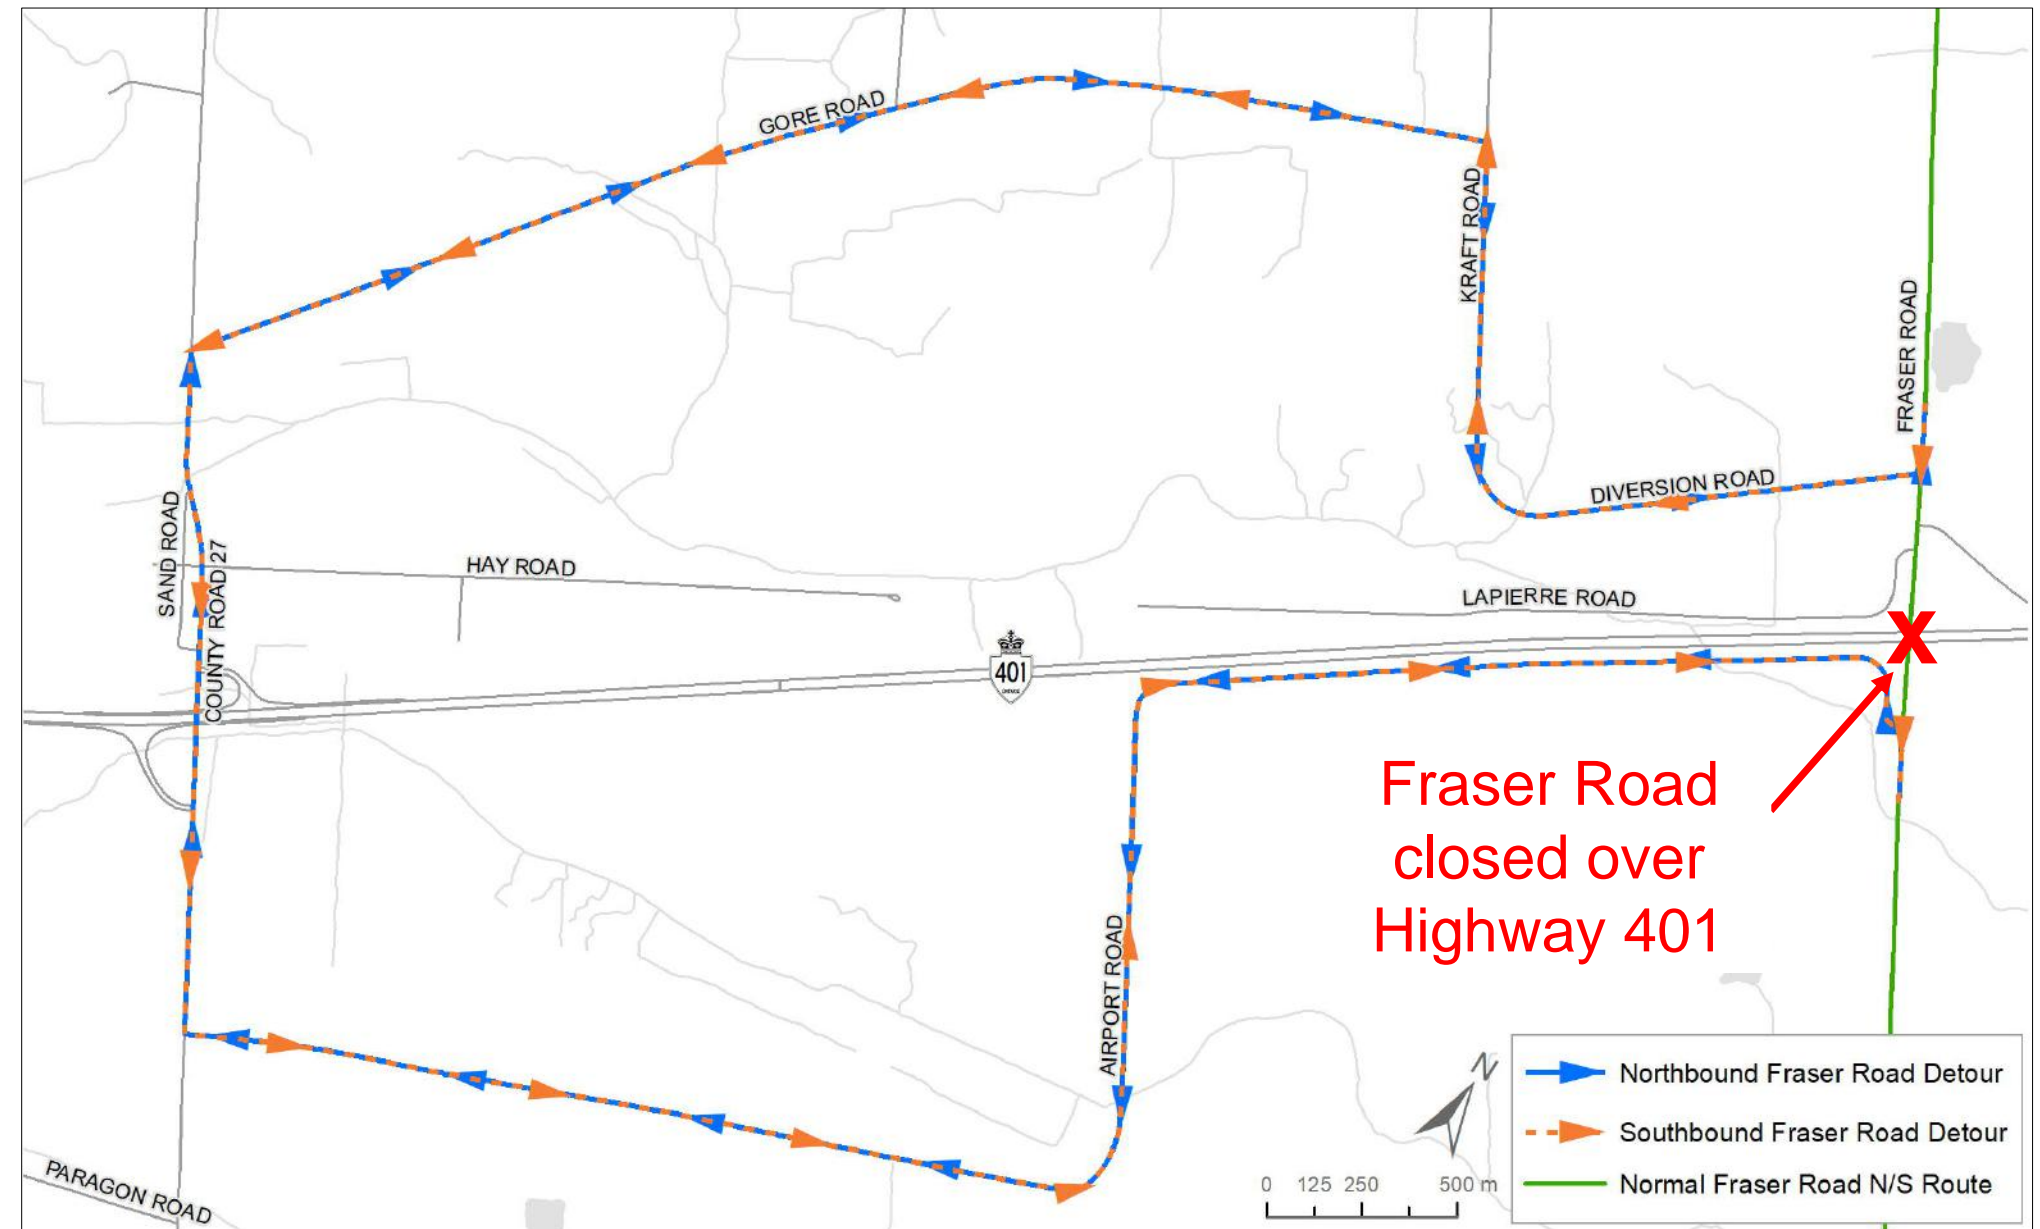 GORE ROAD
KRAFT ROAD
FRASER ROAD
DIVERSION ROAD
SAND ROAD
COUNTY ROAD 27
HAY ROAD
LAPIERRE ROAD
X
401
Fraser Road
closed over
Highway 401
AIRPORT ROAD
PARAGON ROAD
N
0 125 250 500 m
Northbound Fraser Road Detour
Southbound Fraser Road Detour
Normal Fraser Road N/S Route